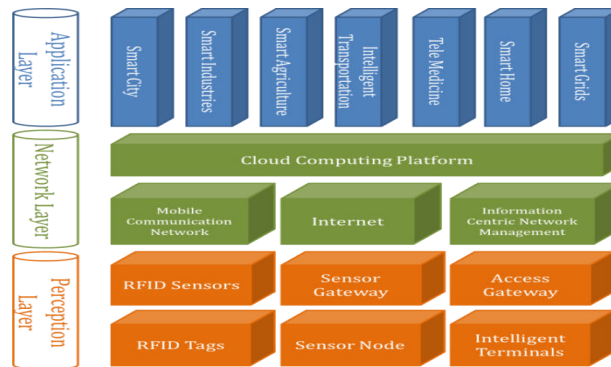 Application
Layer
Smart City
Smart Industries
Smart Agriculture
Intelligent
Transportation
Tele Medicine
Smart Home
Smart Grids
Network Layer
Cloud Computing Platform
Mobile
Communication
Network
Internet
Information
Centric Network
Management
Perception
Layer
RFID Sensors
Sensor
Gateway
Access
Gateway
RFID Tags
Sensor Node
Intelligent
Terminals